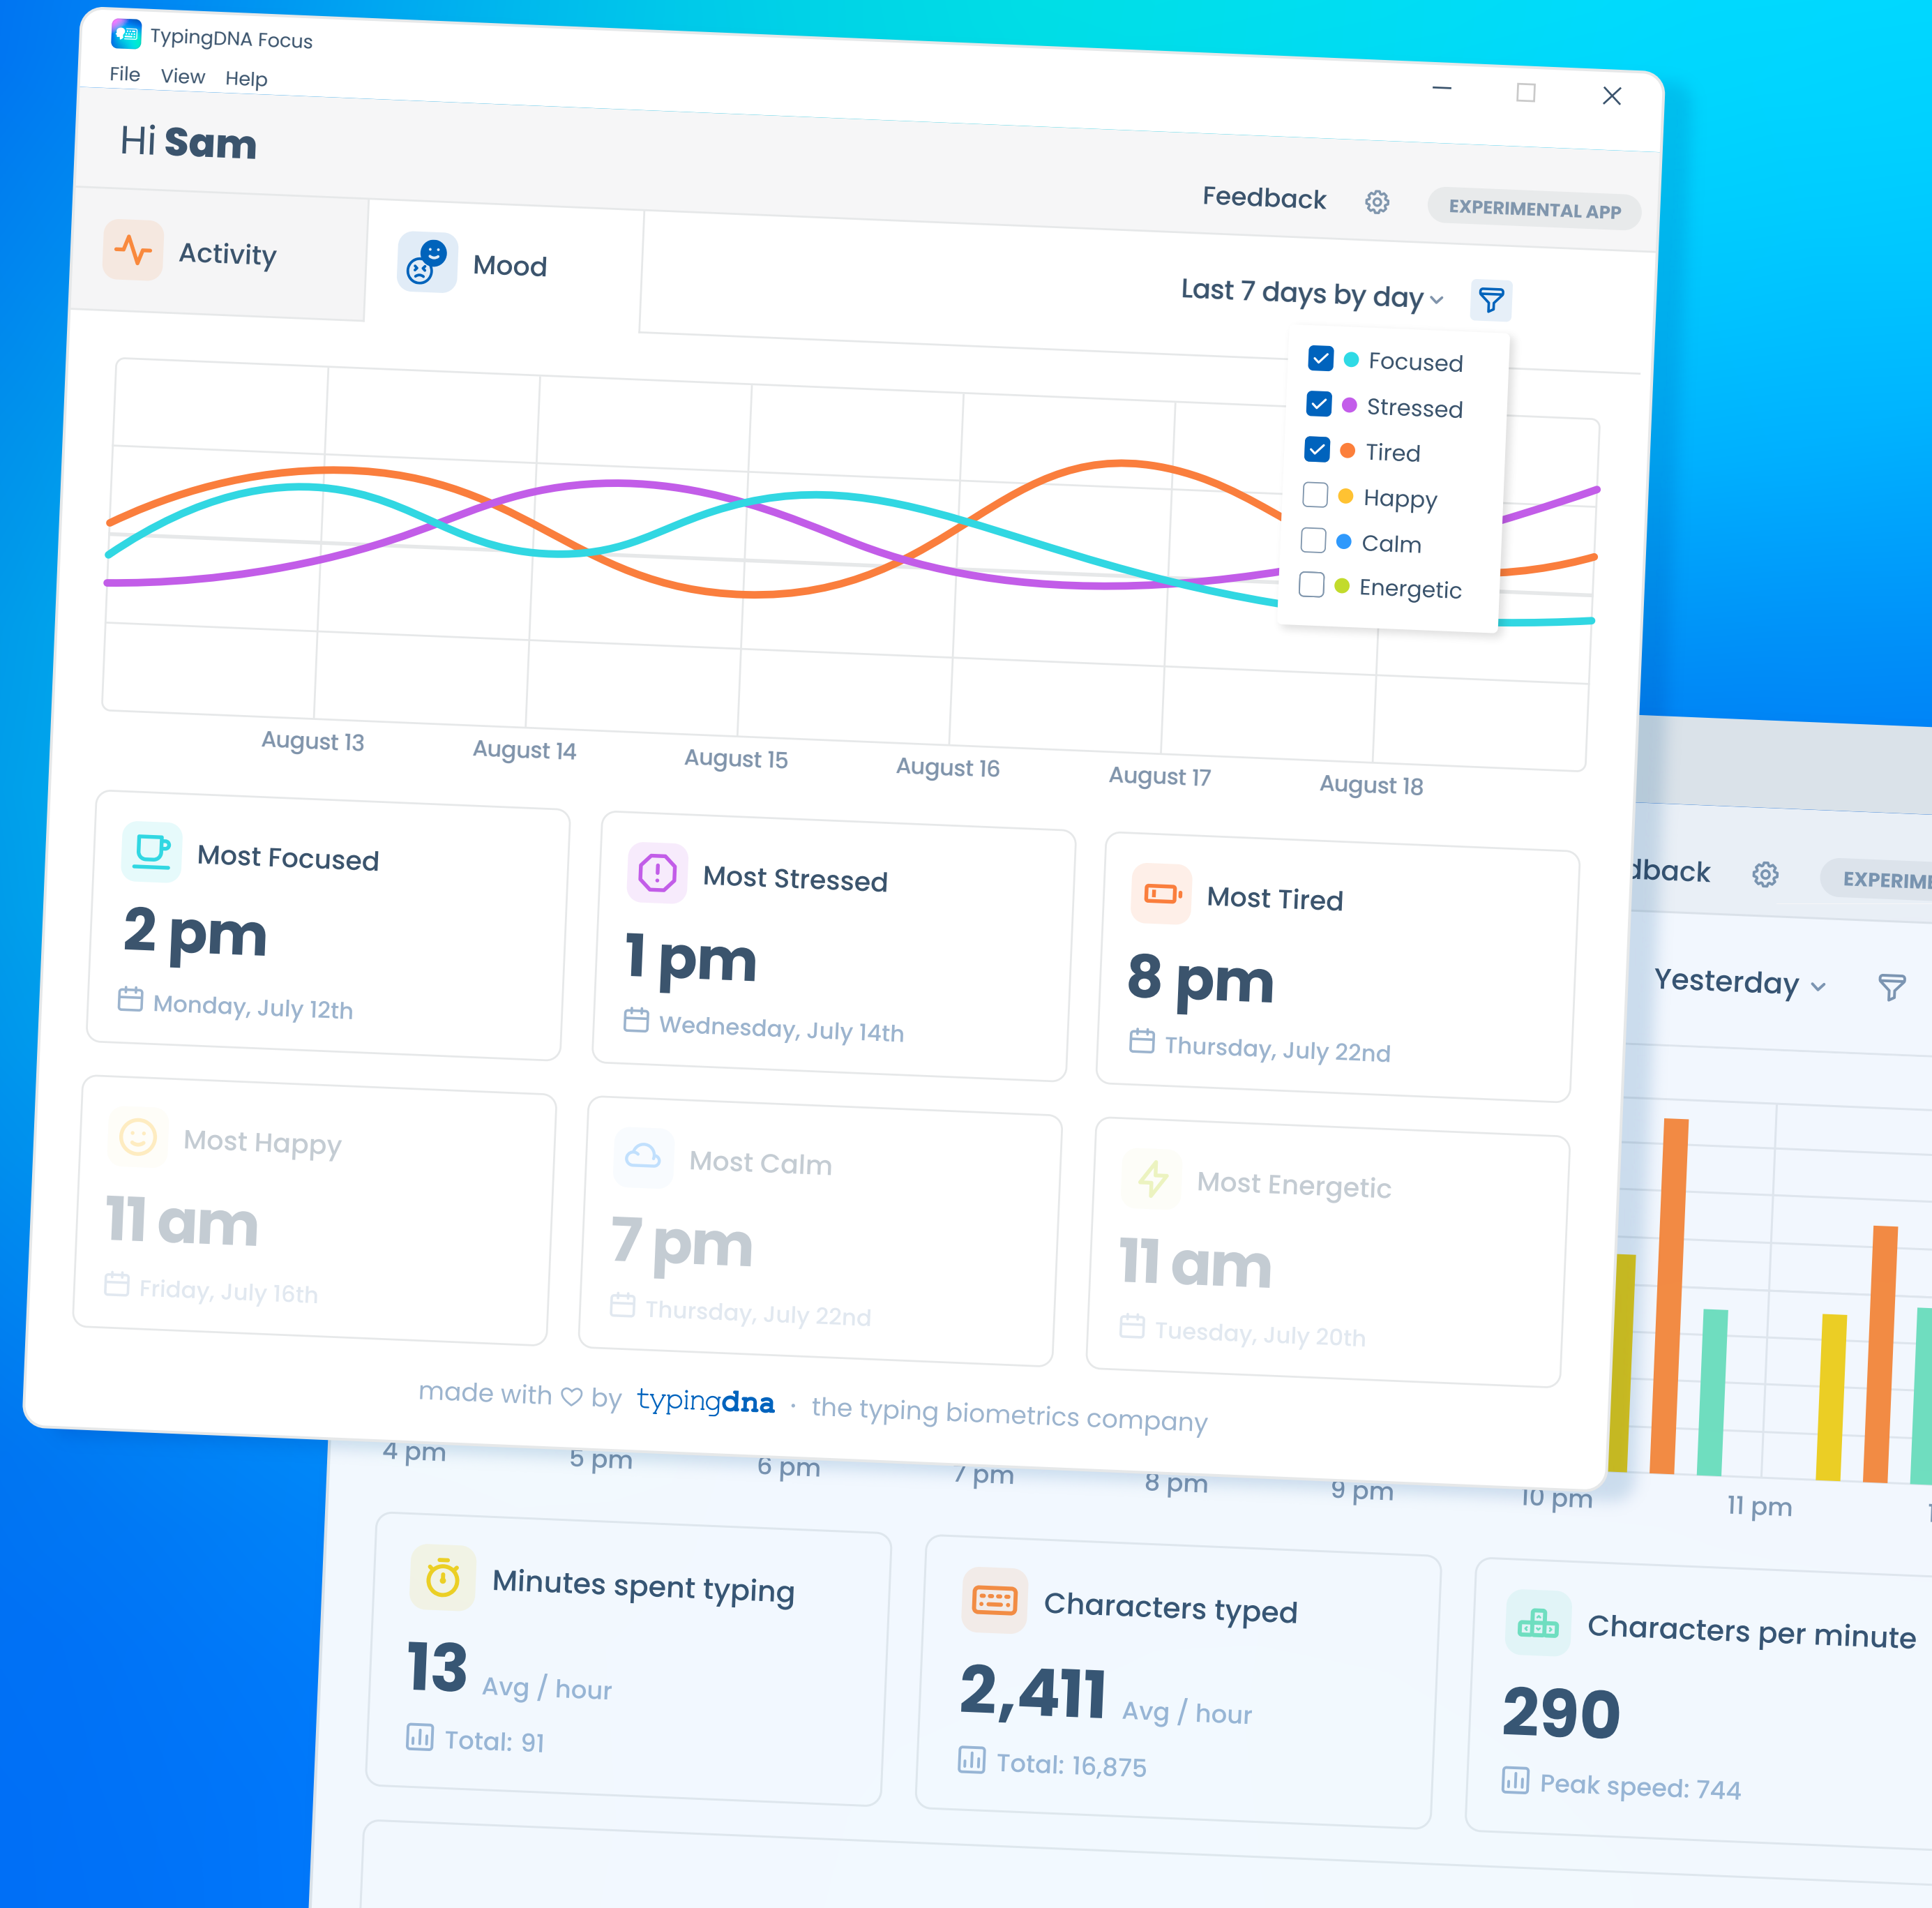 TypingDNA Focus
File View Help
Hi Sam
Feedback EXPERIMENTAL APP
Activity Mood
Last 7 days by day
Focused
Stressed
Tired
Happy
Calm
Energetic
August 13 August 14 August 15 August 16 August 17 August 18
Most Focused
2 pm
Monday, July 12th
Most Stressed
1 pm
Wednesday, July 14th
Most Tired
8 pm
Thursday, July 22nd
Most Happy
11 am
Friday, July 16th
Most Calm
7 pm
Thursday, July 22nd
Most Energetic
11 am
Tuesday, July 20th
made with by typingdna · the typing biometrics company
dback EXPERIME
Yesterday
4 pm 5 pm 6 pm 7 pm 8 pm 9 pm 10 pm 11 pm
Minutes spent typing
13 Avg / hour
Total: 91
Characters typed
2,411 Avg / hour
Total: 16,875
Characters per minute
290
Peak speed: 744